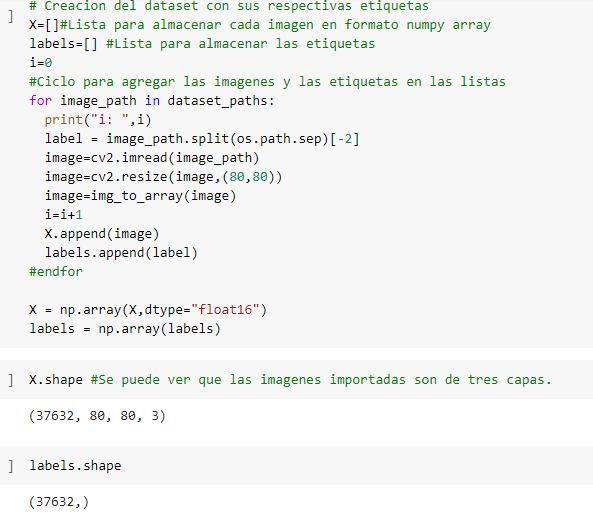 # Creacion del dataset con sus respectivas etiquetas
] X=[]#Lista para almacenar cada imagen en formato numpy array
labels=[] #Lista para almacenar las etiquetas
i=0
#Ciclo para agregar las imagenes y las etiquetas en las listas
for image_path in dataset_paths:
  print("i: ",i)
  label = image_path.split(os.path.sep)[-2]
  image=cv2.imread(image_path)
  image=cv2.resize(image,(80,80))
  image=img_to_array(image)
  i=i+1
  X.append(image)
  labels.append(label)
#endfor

X = np.array(X,dtype="float16")
labels = np.array(labels)

] X.shape #Se puede ver que las imagenes importadas son de tres capas.
(37632, 80, 80, 3)

] labels.shape
(37632,)